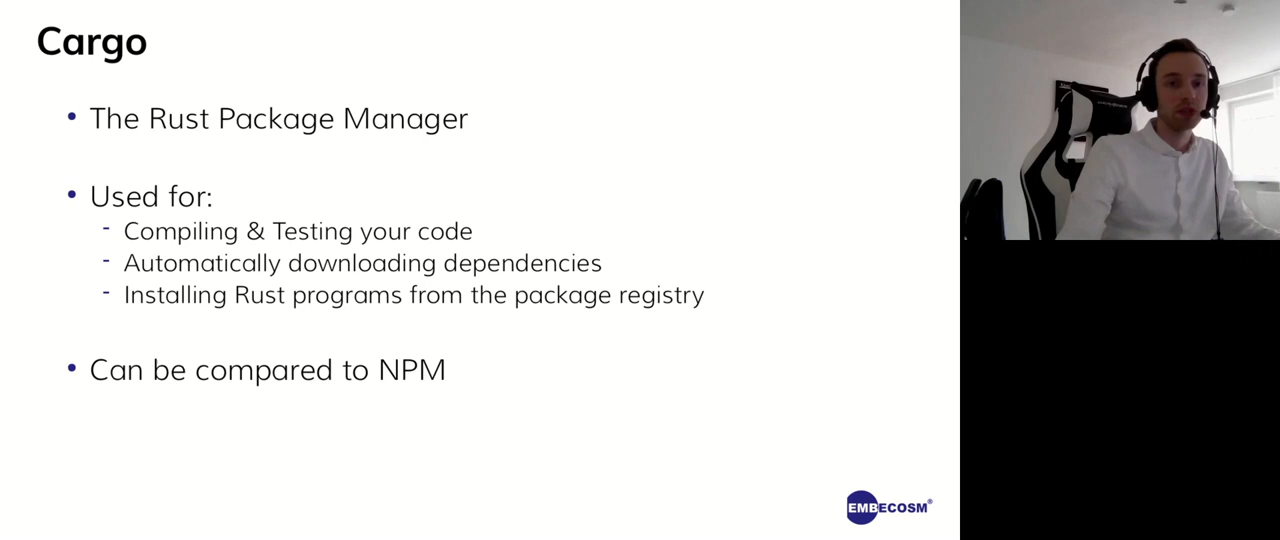 Cargo
• The Rust Package Manager
• Used for:
- Compiling & Testing your code
- Automatically downloading dependencies
- Installing Rust programs from the package registry
• Can be compared to NPM
EMBECOSM®